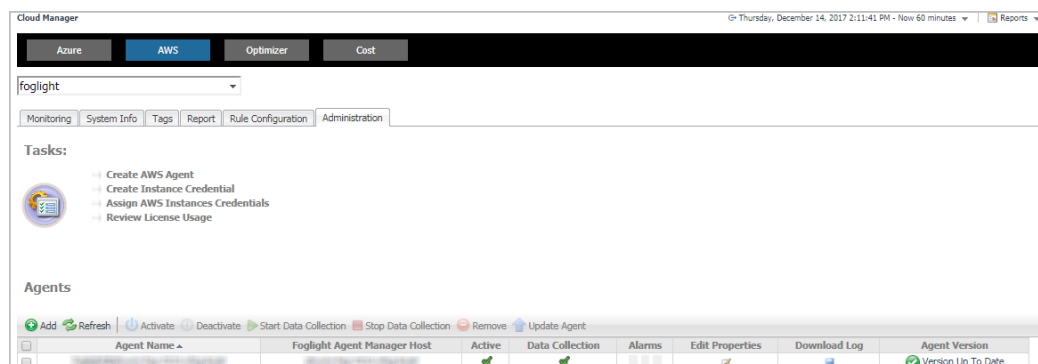 Cloud Manager Thursday, December 14, 2017 2:11:41 PM - Now 60 minutes Reports
Azure AWS Optimizer Cost
foglight
Monitoring System Info Tags Report Rule Configuration Administration
Tasks:
Create AWS Agent
Create Instance Credential
Assign AWS Instances Credentials
Review License Usage
Agents
Add Refresh Activate Deactivate Start Data Collection Stop Data Collection Remove Update Agent
Agent Name Foglight Agent Manager Host Active Data Collection Alarms Edit Properties Download Log Agent Version
Version Up To Date